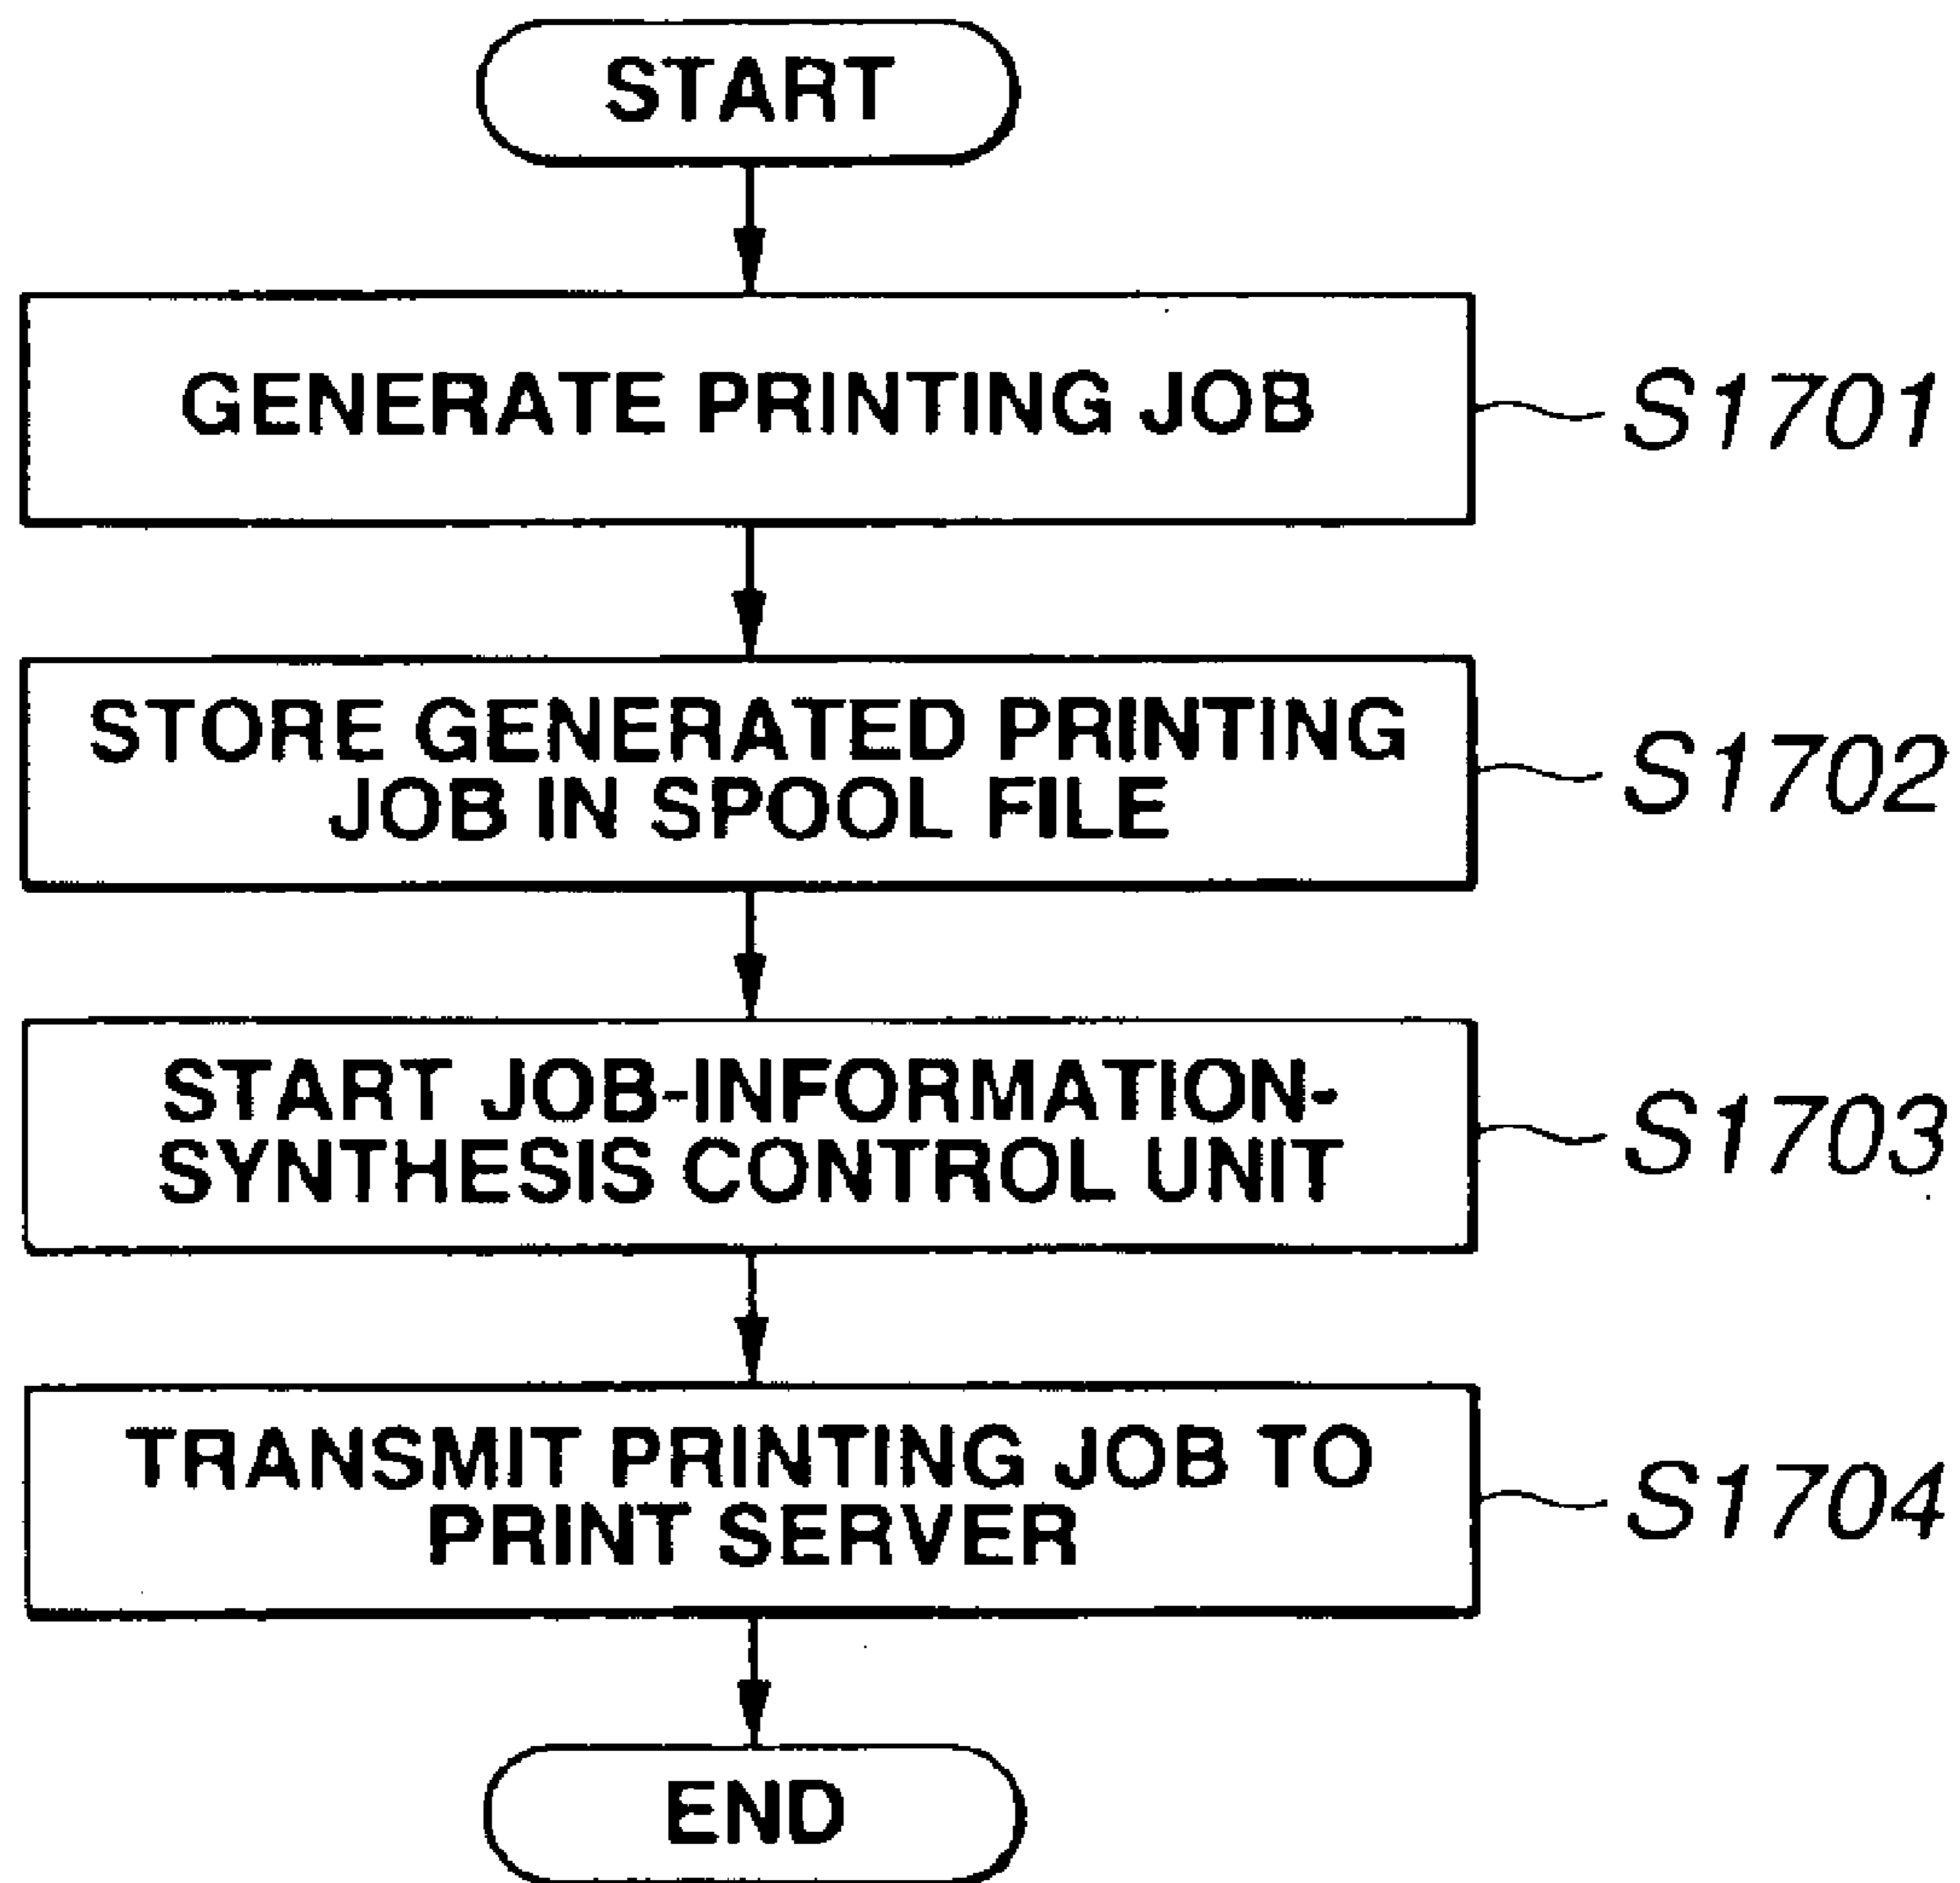 START
GENERATE PRINTING JOB
S1701
STORE GENERATED PRINTING
JOB IN SPOOL FILE
S1702
START JOB-INFORMATION-
SYNTHESIS CONTROL UNIT
S1703
TRANSMIT PRINTING JOB TO
PRINT SERVER
S1704
END